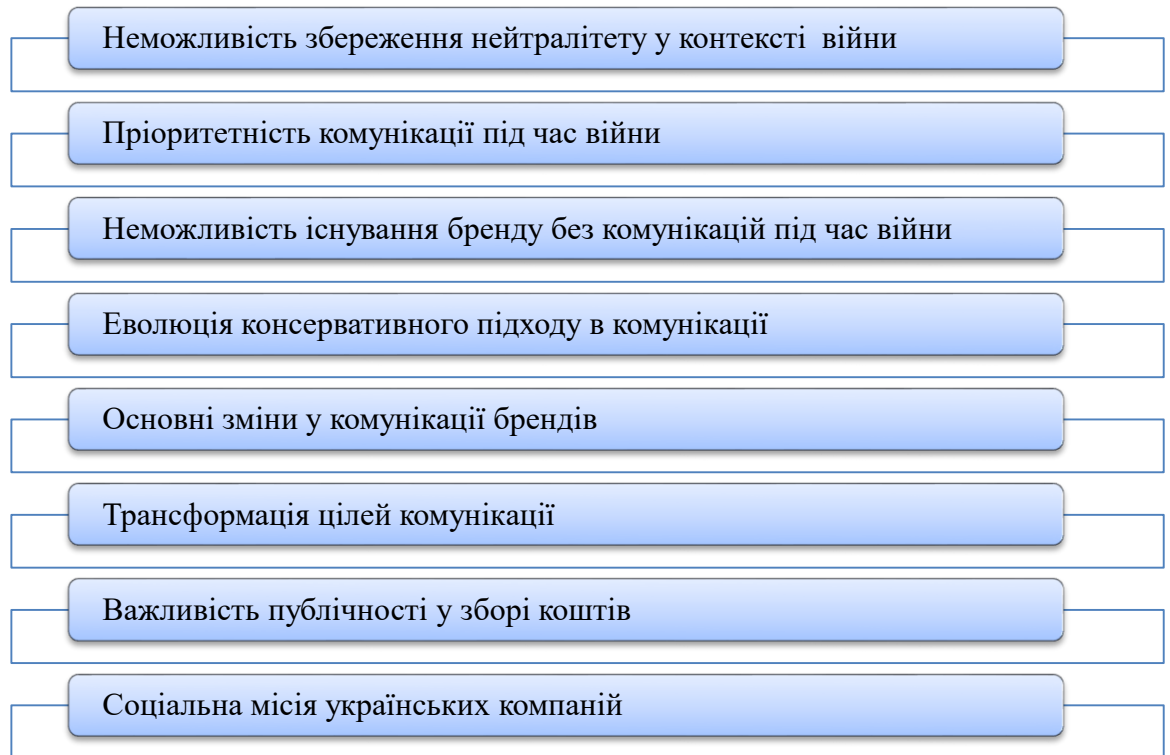 Неможливість збереження нейтралітету у контексті війни
Пріоритетність комунікації під час війни
Неможливість існування бренду без комунікацій під час війни
Еволюція консервативного підходу в комунікації
Основні зміни у комунікації брендів
Трансформація цілей комунікації
Важливість публічності у зборі коштів
Соціальна місія українських компаній